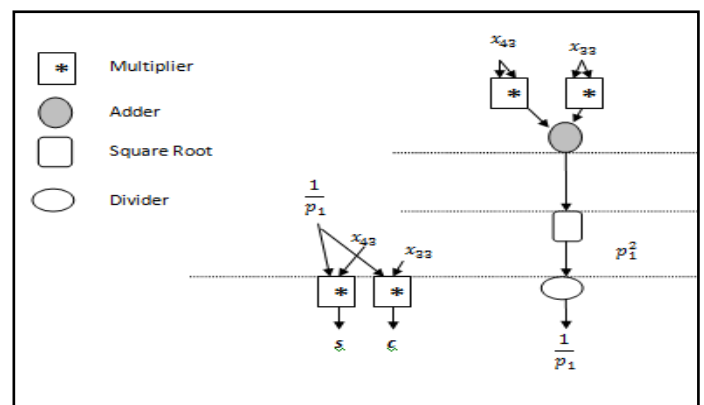 * Multiplier
Adder
Square Root
Divider
x₄₃ x₃₃
* *
1/p₁
x₄₃ x₃₃
p₁²
* *
s c
1/p₁